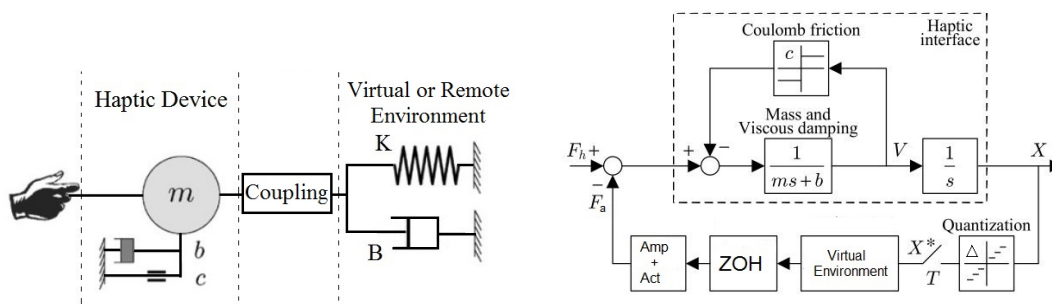 Haptic Device
Virtual or Remote
Environment
K
m
Coupling
b
c
B
Coulomb friction
Haptic
interface
c
Mass and
Viscous damping
F_h +
+
−
1
ms+b
V
1
s
X
−
F_a
Quantization
Amp
+
Act
ZOH
Virtual
Environment
X*
T
△